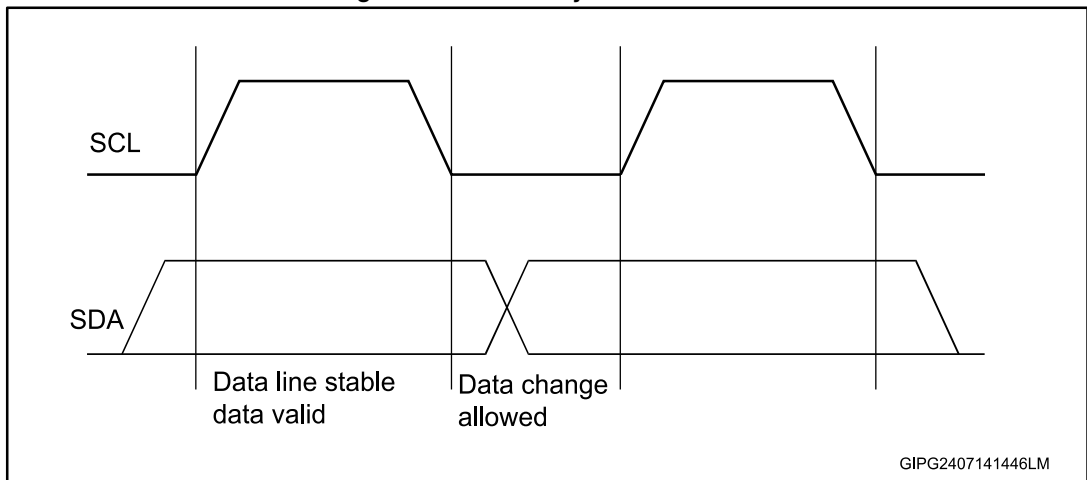 SCL
SDA
Data line stable
data valid
Data change
allowed
GIPG2407141446LM